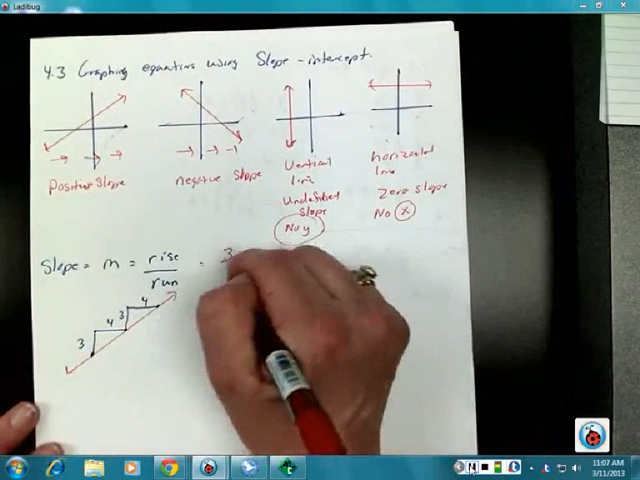 Ladibug
4.3 Graphing equations using Slope-intercept.
Positive Slope
negative Slope
Vertical line
Undefined Slope
No y
horizontal line
Zero slope
No x
Slope = m = rise/run = 3
3 4 3 4
11:07 AM
3/11/2013